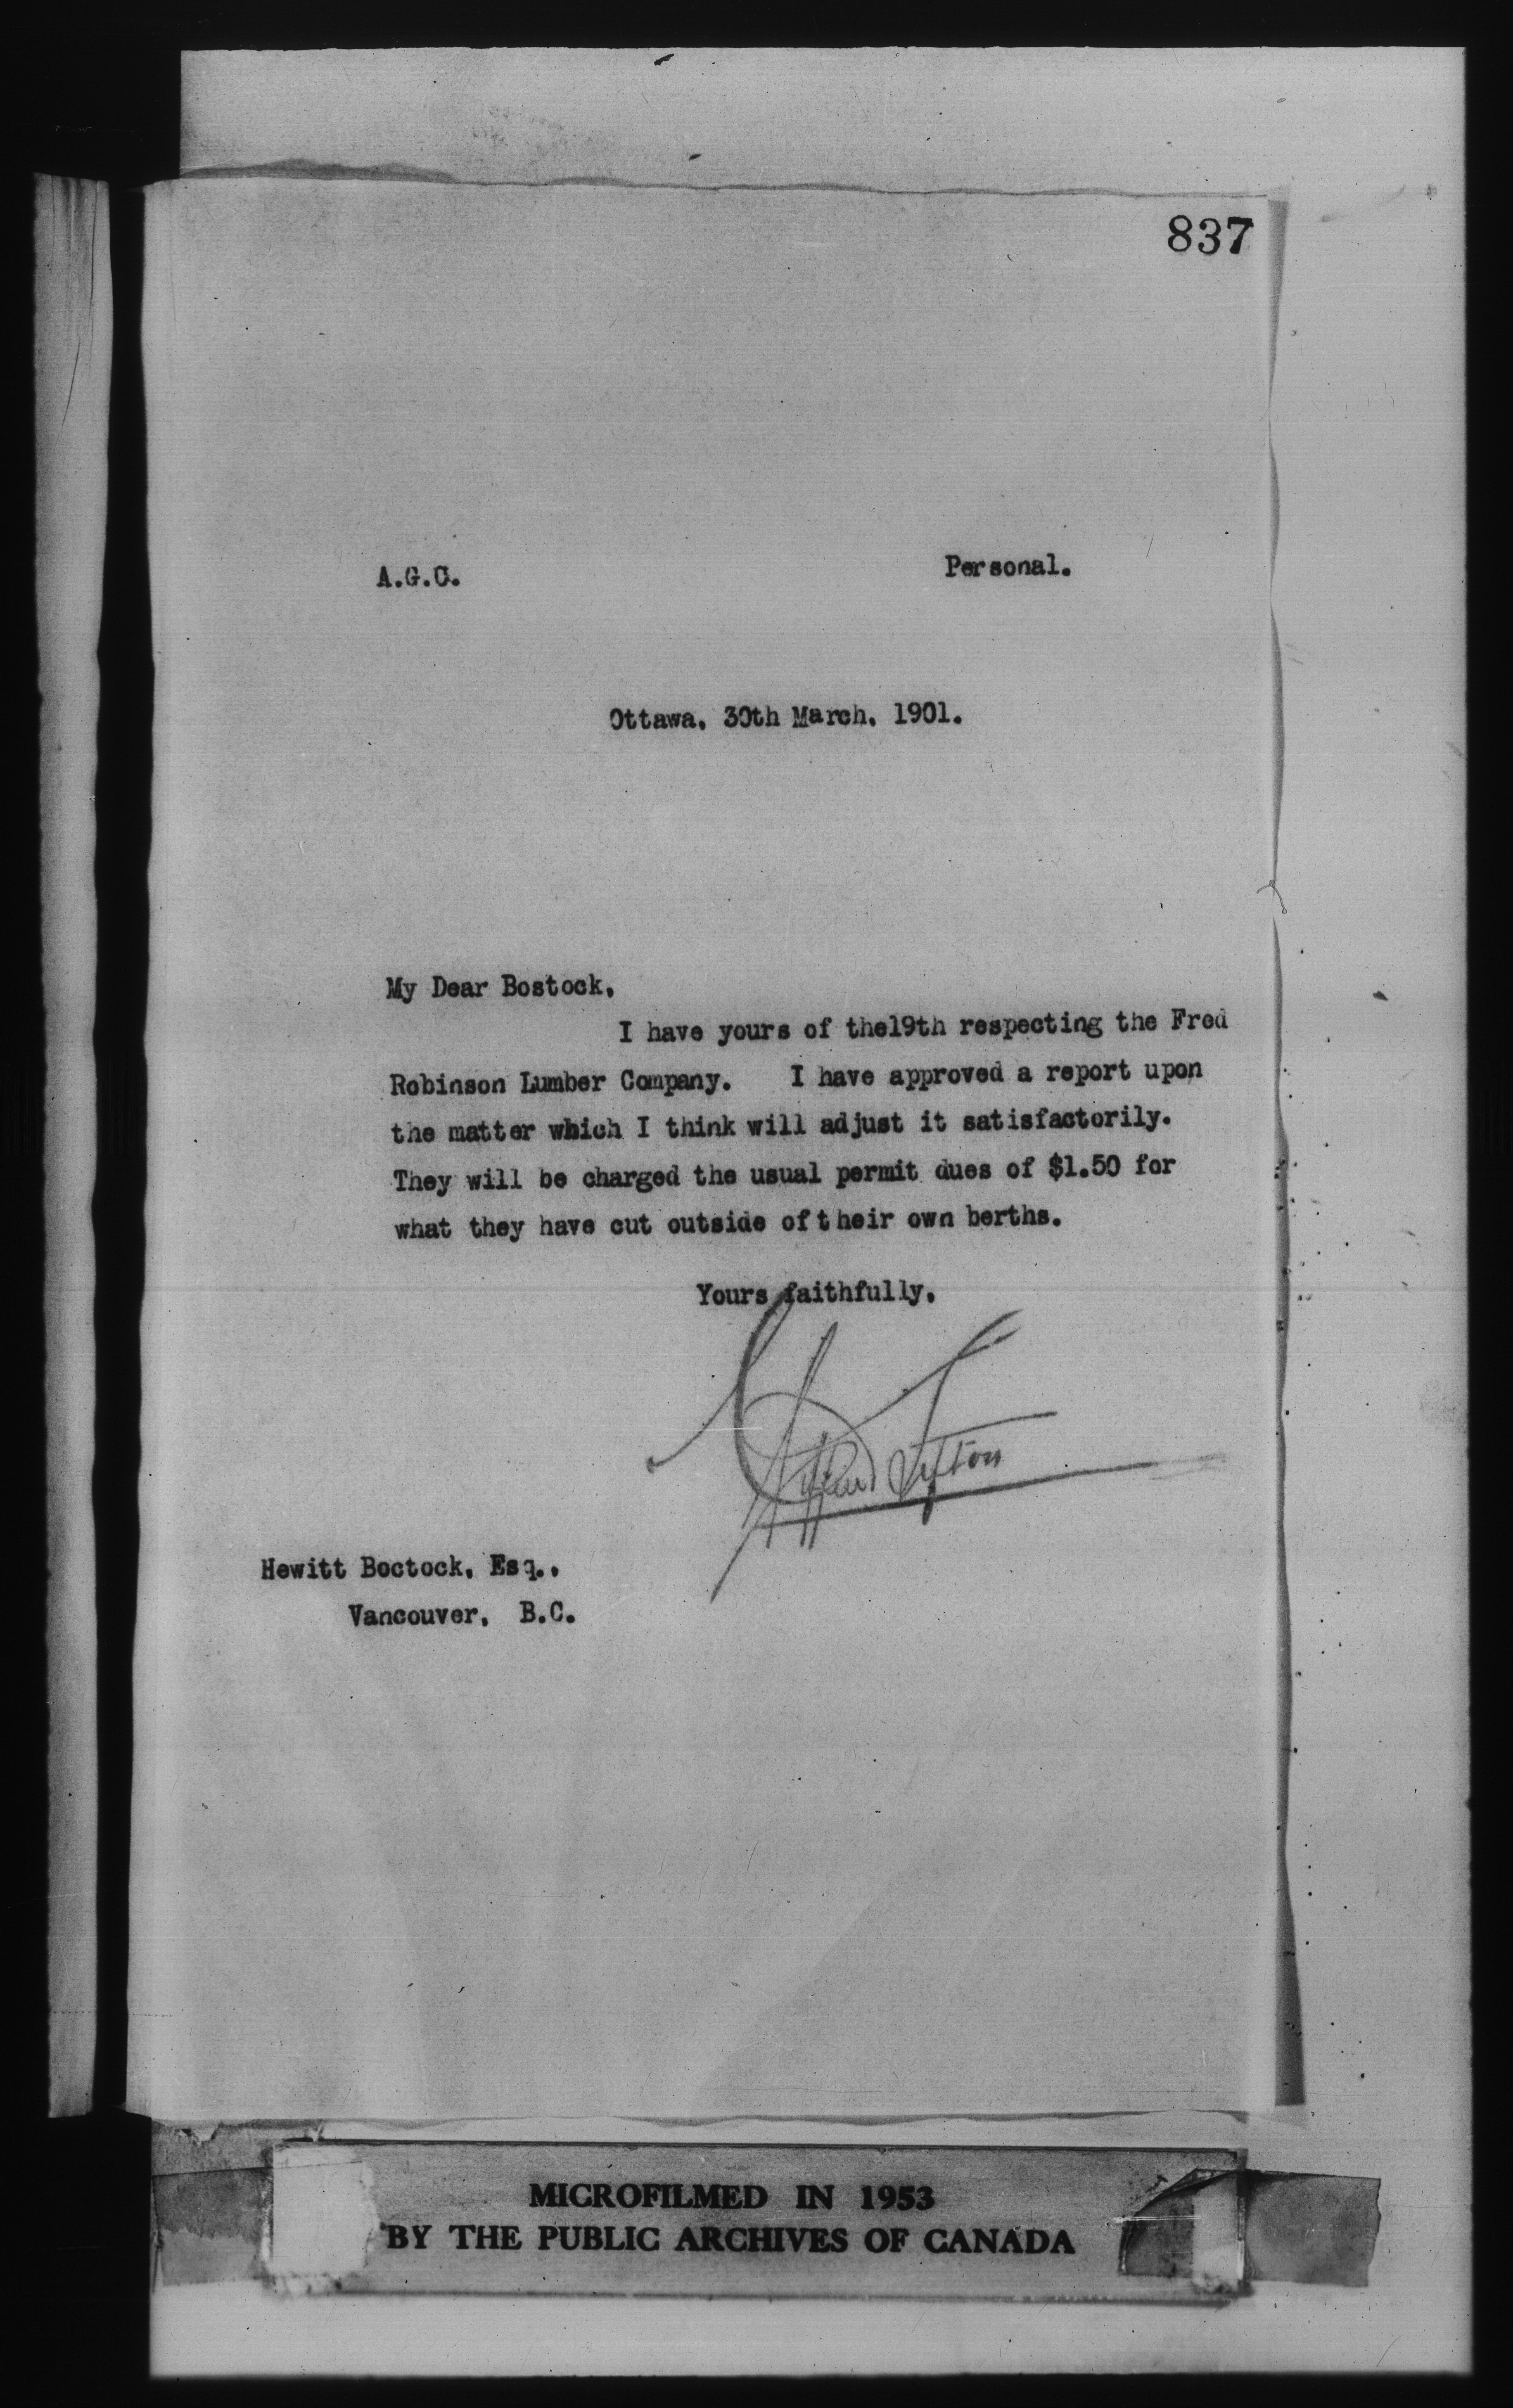 837
A.G.C.
Personal.
Ottawa, 30th March, 1901.
My Dear Bostock,
I have yours of the19th respecting the Fred
Robinson Lumber Company. I have approved a report upon
the matter which I think will adjust it satisfactorily.
They will be charged the usual permit dues of $1.50 for
what they have cut outside of their own berths.
Yours faithfully,
Clifford Sifton
Hewitt Boctock, Esq.,
Vancouver, B.C.
MICROFILMED IN 1953
BY THE PUBLIC ARCHIVES OF CANADA